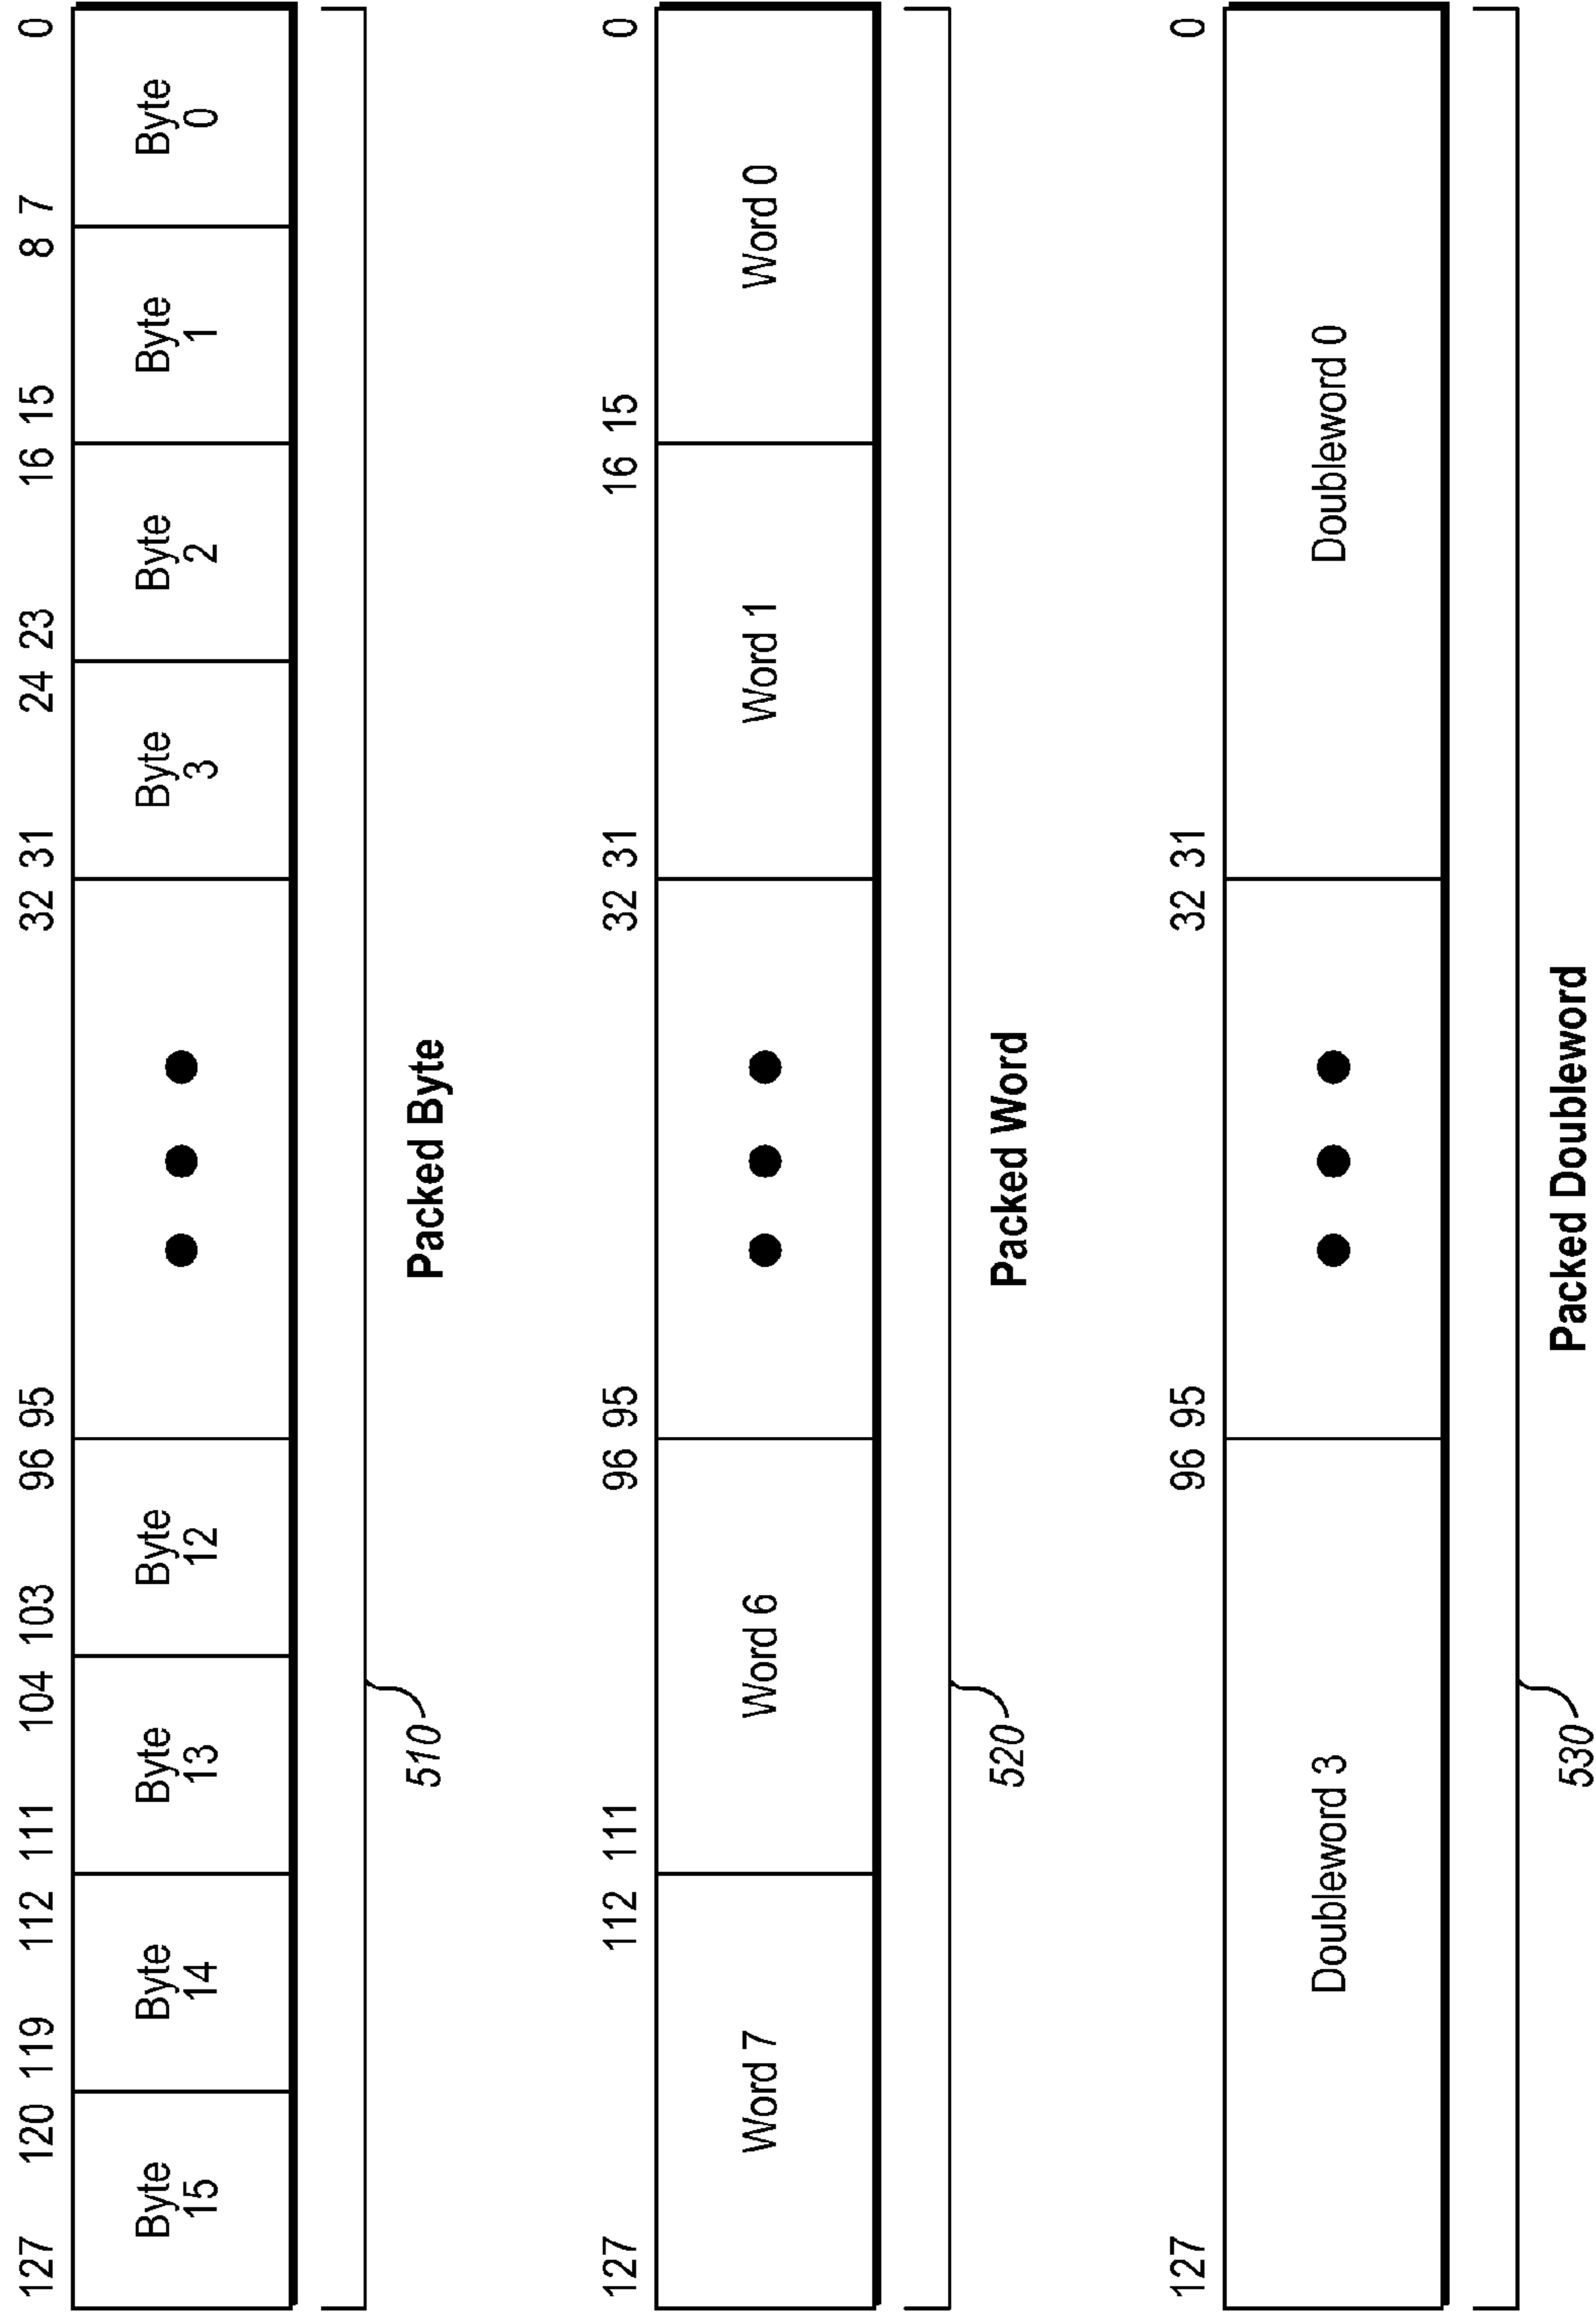 127 120 119 112 111 104 103 96 95 32 31 24 23 16 15 8 7 0
Byte 15 Byte 14 Byte 13 Byte 12 Byte 3 Byte 2 Byte 1 Byte 0
510
Packed Byte
127 112 111 96 95 32 31 16 15 0
Word 7 Word 6 Word 1 Word 0
520
Packed Word
127 96 95 32 31 0
Doubleword 3 Doubleword 0
530
Packed Doubleword